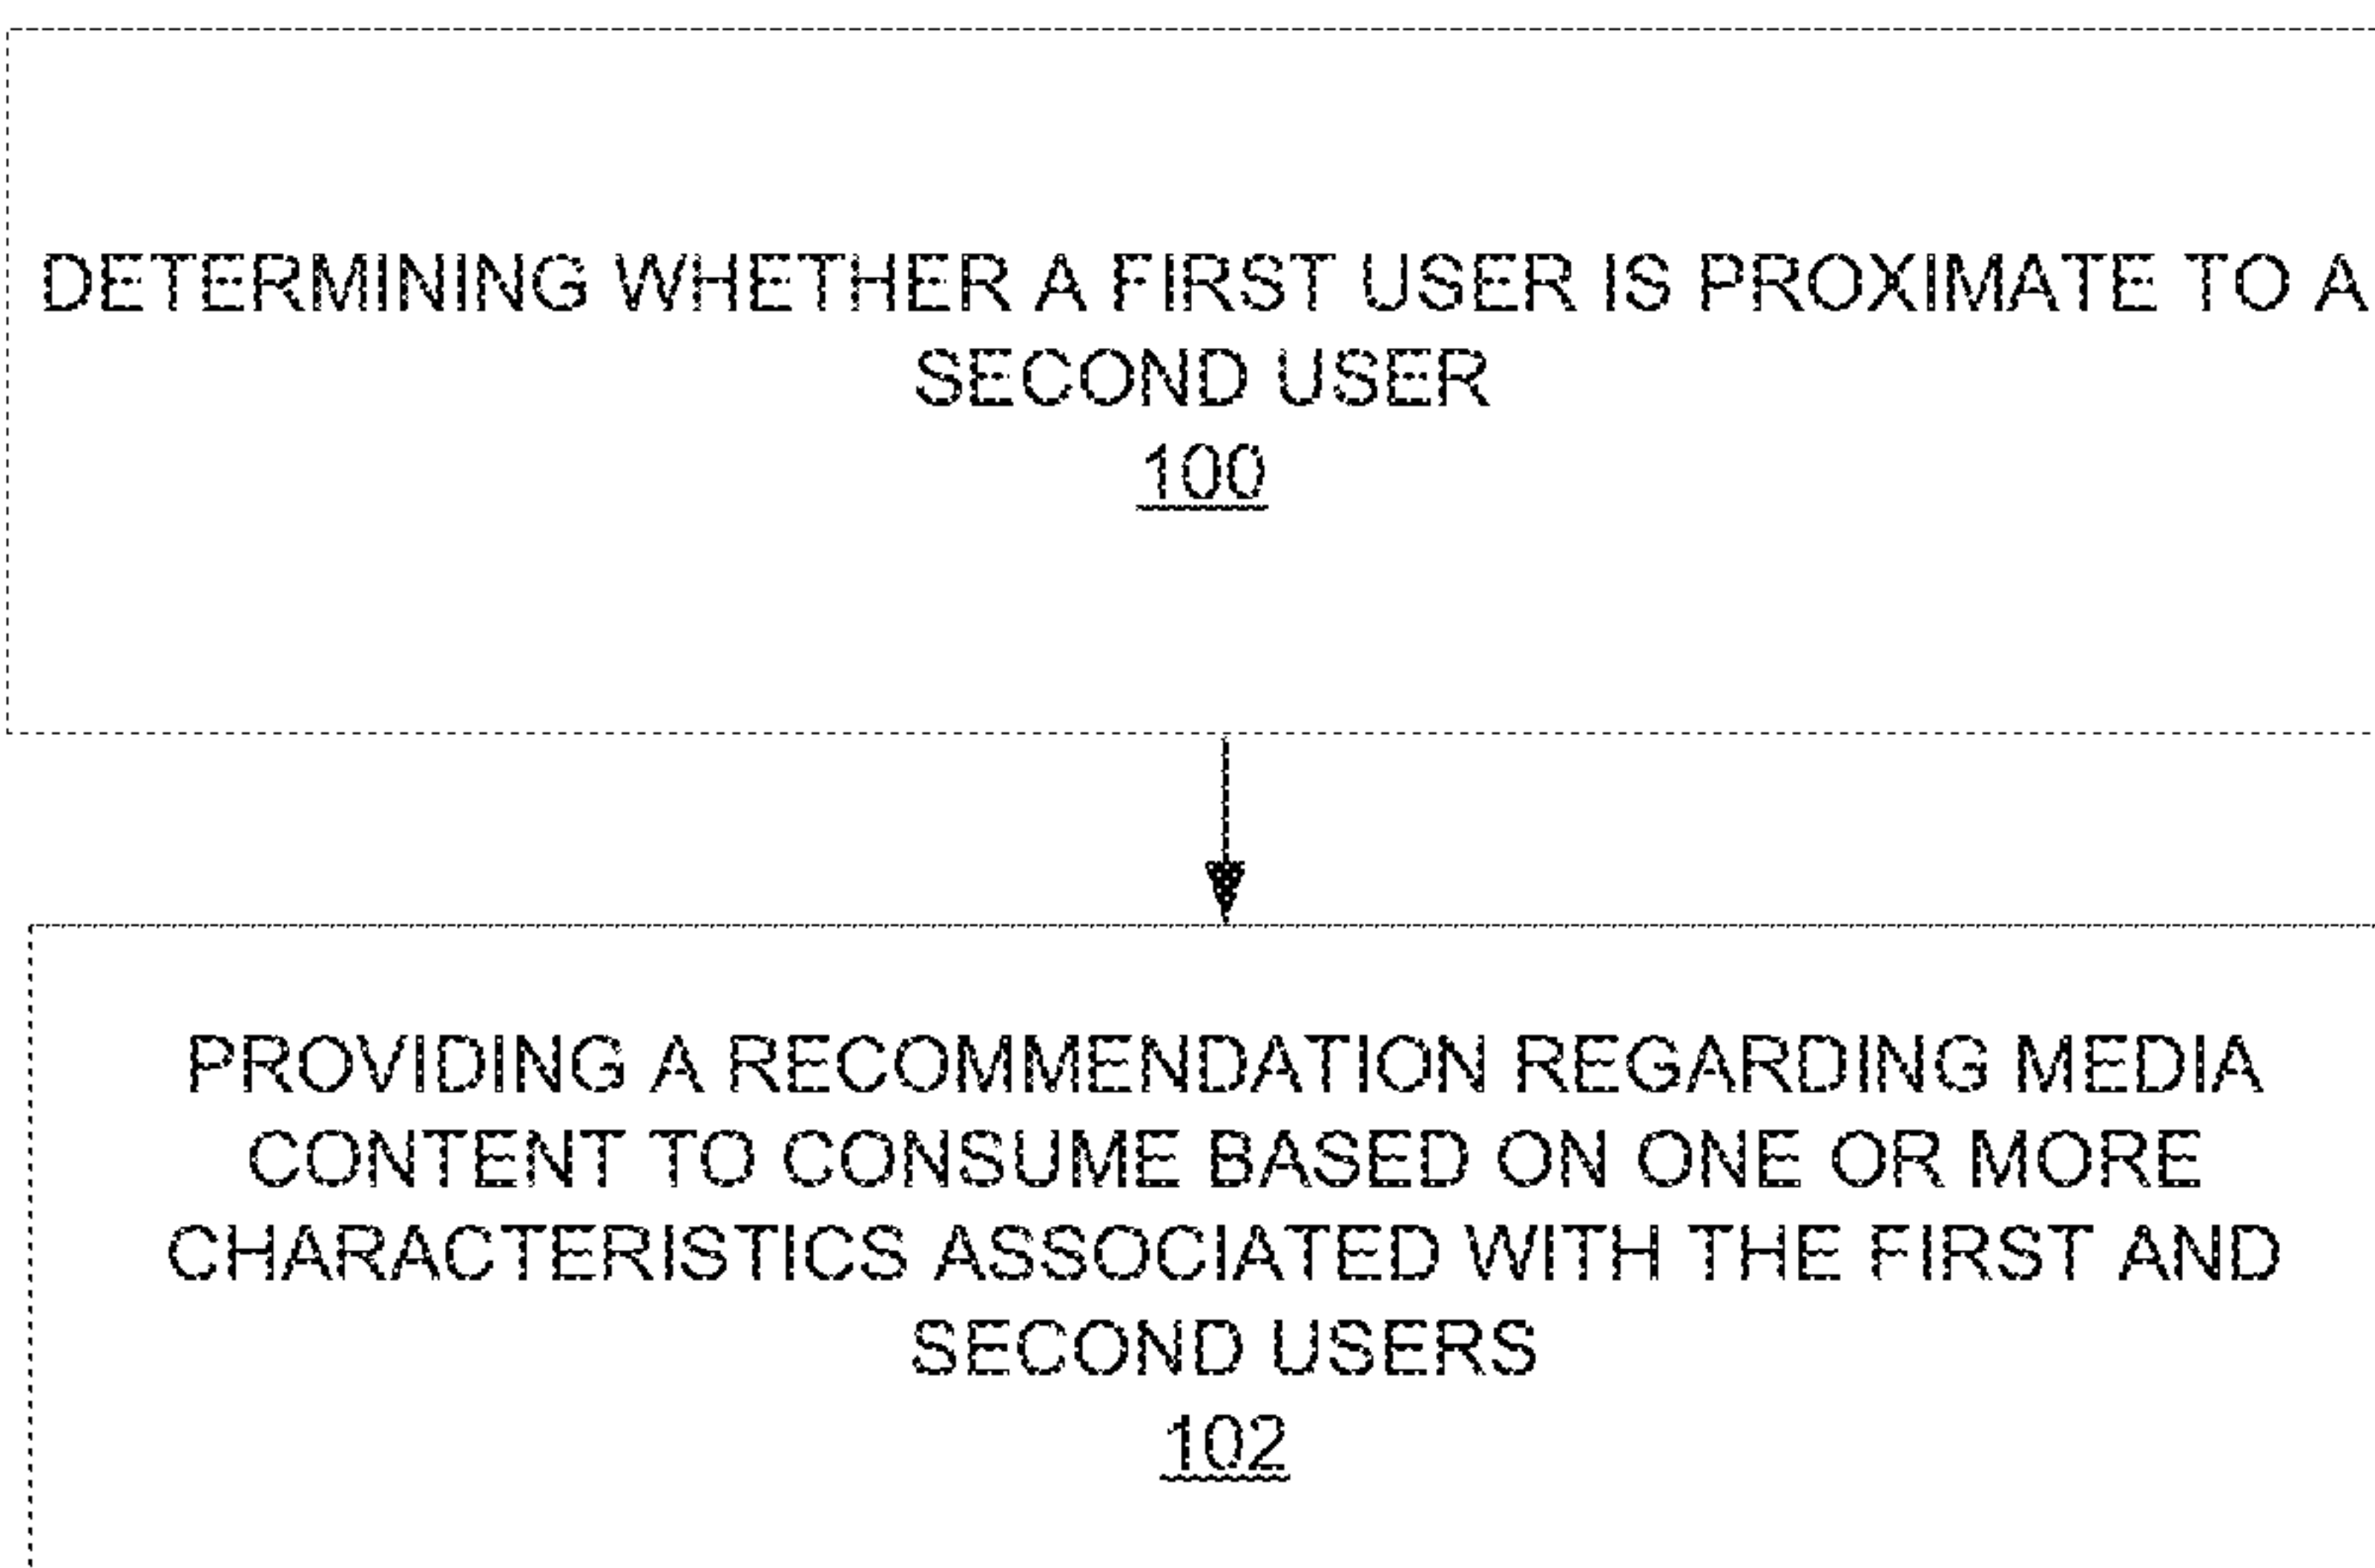 DETERMINING WHETHER A FIRST USER IS PROXIMATE TO A
SECOND USER
100
PROVIDING A RECOMMENDATION REGARDING MEDIA
CONTENT TO CONSUME BASED ON ONE OR MORE
CHARACTERISTICS ASSOCIATED WITH THE FIRST AND
SECOND USERS
102